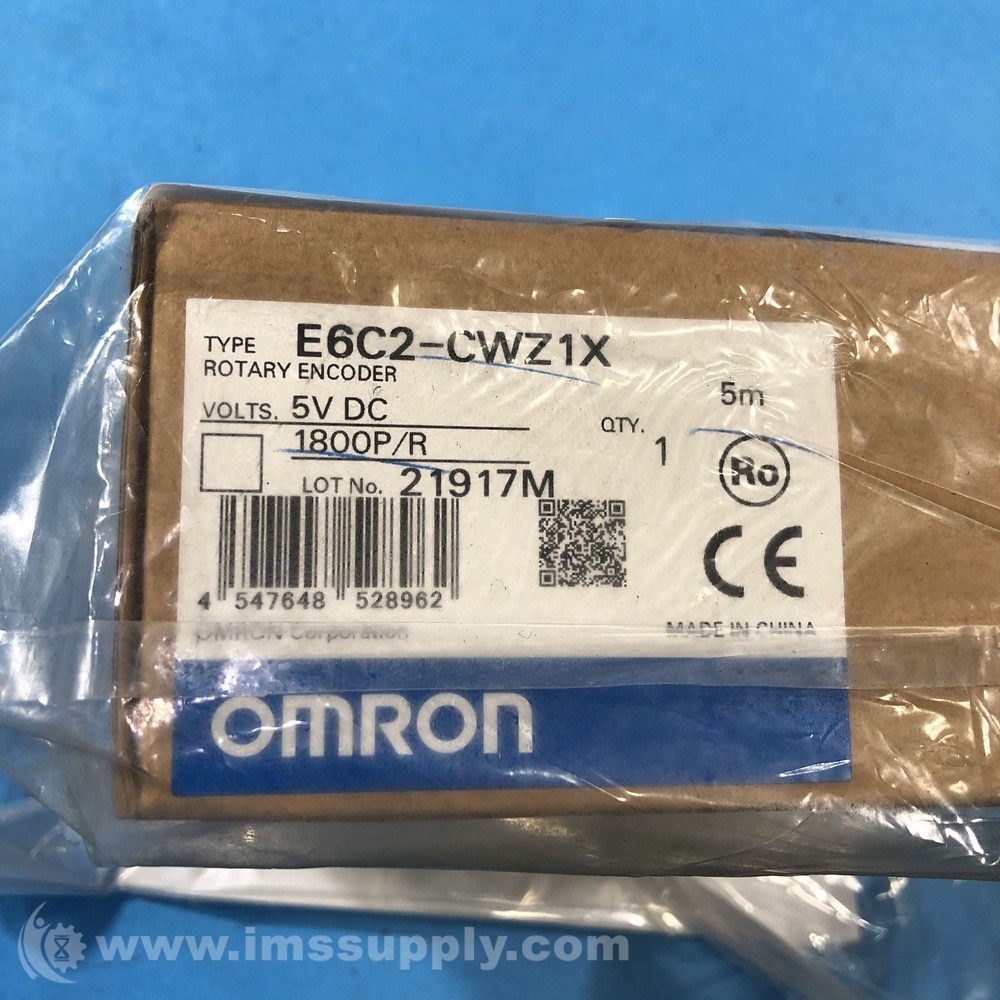 TYPE E6C2-CWZ1X
ROTARY ENCODER
VOLTS. 5V DC
5m
1800P/R
QTY. 1
LOT No. 21917M
Ro
CE
4 547648 528962
OMRON Corporation
MADE IN CHINA
OMRON
www.imssupply.com